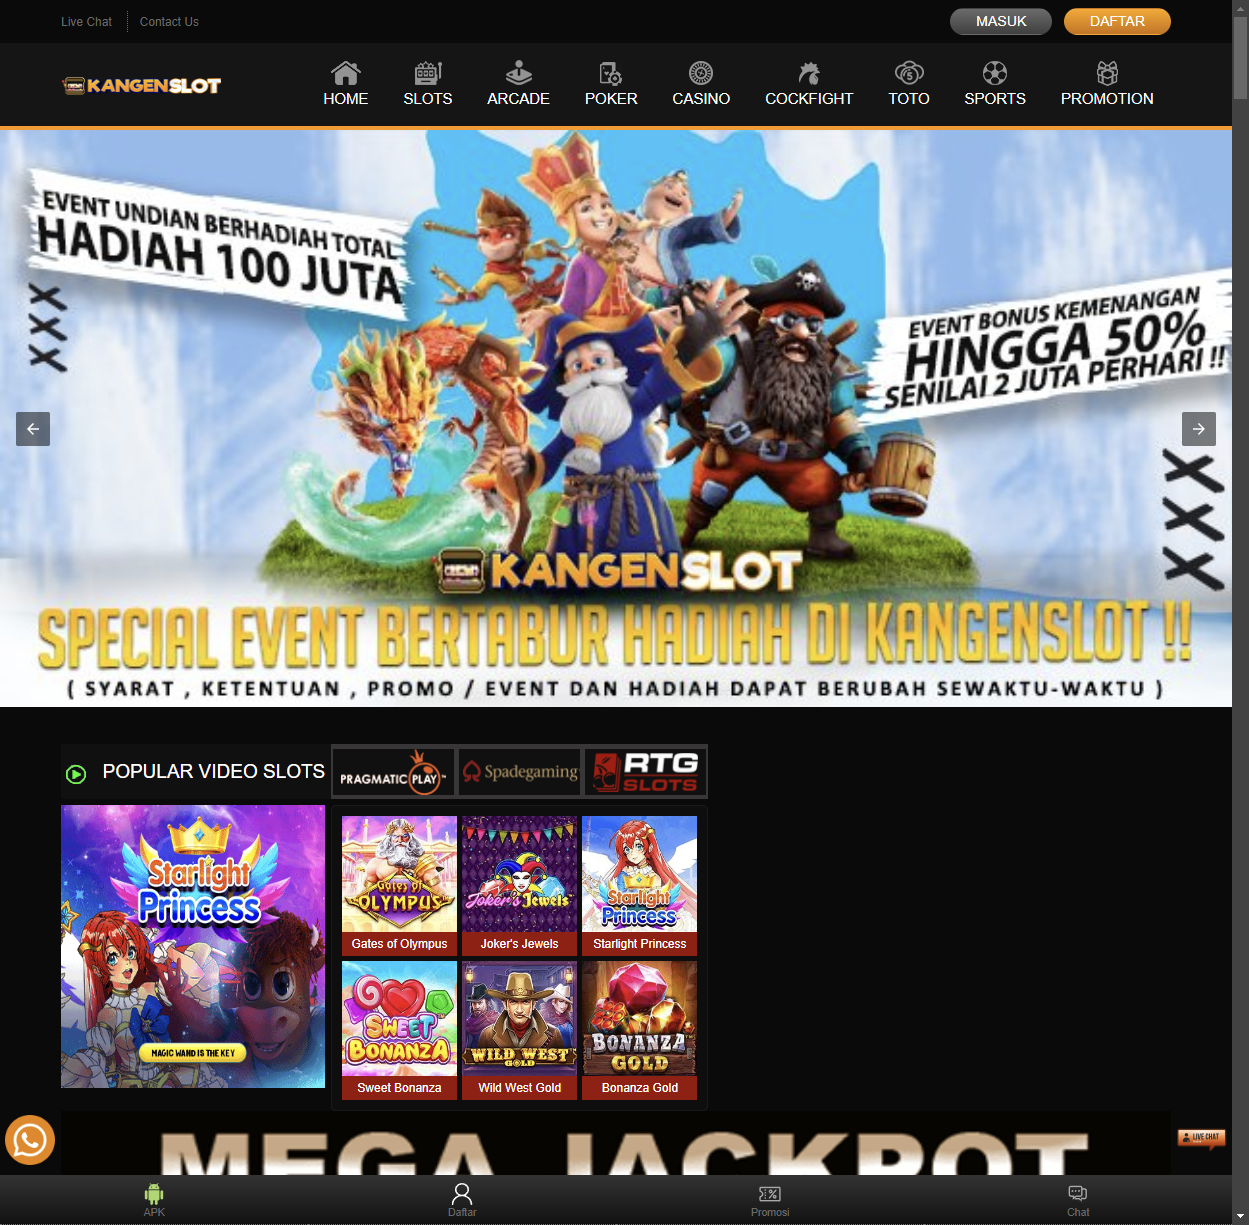 Live Chat
Contact Us
MASUK
DAFTAR
KANGENSLOT
HOME
SLOTS
ARCADE
POKER
CASINO
COCKFIGHT
TOTO
SPORTS
PROMOTION
EVENT UNDIAN BERHADIAH TOTAL
HADIAH 100 JUTA
EVENT BONUS KEMENANGAN
HINGGA 50%
SENILAI 2 JUTA PERHARI !!
KANGENSLOT
SPECIAL EVENT BERTABUR HADIAH DI KANGENSLOT !!
( SYARAT , KETENTUAN , PROMO / EVENT DAN HADIAH DAPAT BERUBAH SEWAKTU-WAKTU )
POPULAR VIDEO SLOTS
PRAGMATIC PLAY
Spadegaming
RTG
SLOTS
Starlight
Princess
MAGIC WAND IS THE KEY
Gates of
OLYMPUS
Gates of Olympus
Joker's Jewels
Joker's Jewels
Starlight
Princess
Starlight Princess
SWEET
BONANZA
Sweet Bonanza
WILD WEST
GOLD
Wild West Gold
BONANZA
GOLD
Bonanza Gold
MEGA JACKPOT
LIVE CHAT
APK
Daftar
Promosi
Chat